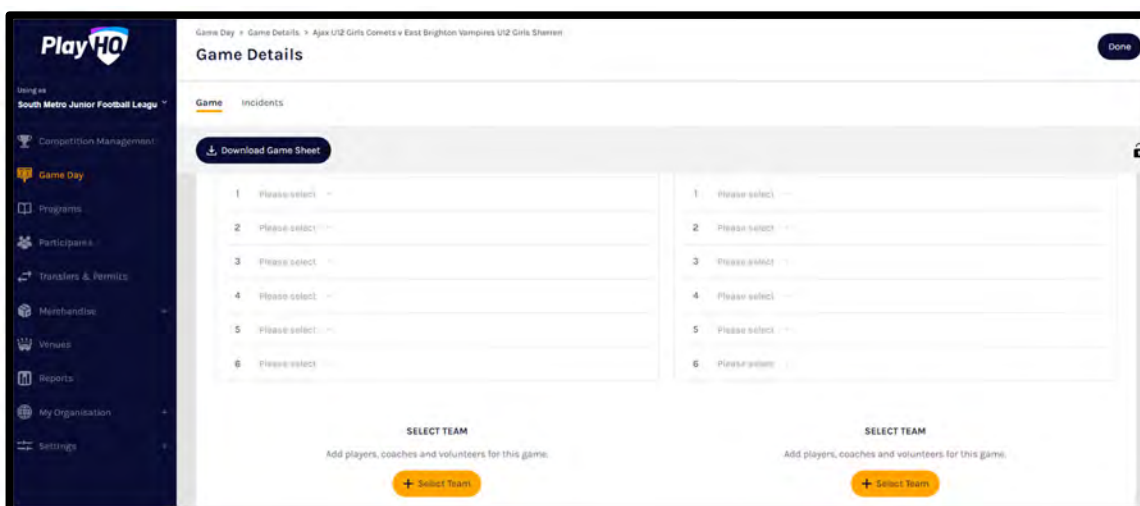 PlayHQ
Using as
South Metro Junior Football Leagu
Competition Management
Game Day
Programs
Participants
Transfers & Permits
Merchandise
Venues
Reports
My Organisation
Settings
Game Day > Game Details > Ajax U12 Girls Comets v East Brighton Vampires U12 Girls Sherren
Game Details
Done
Game Incidents
Download Game Sheet
1 Please select
2 Please select
3 Please select
4 Please select
5 Please select
6 Please select
SELECT TEAM
Add players, coaches and volunteers for this game.
+ Select Team
1 Please select
2 Please select
3 Please select
4 Please select
5 Please select
6 Please select
SELECT TEAM
Add players, coaches and volunteers for this game.
+ Select Team